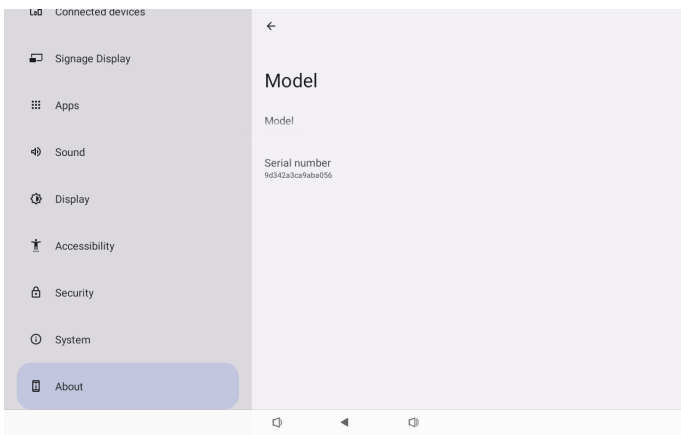 Connected devices
Signage Display
Apps
Sound
Display
Accessibility
Security
System
About
Model
Model
Serial number
9d342a3ca9aba056